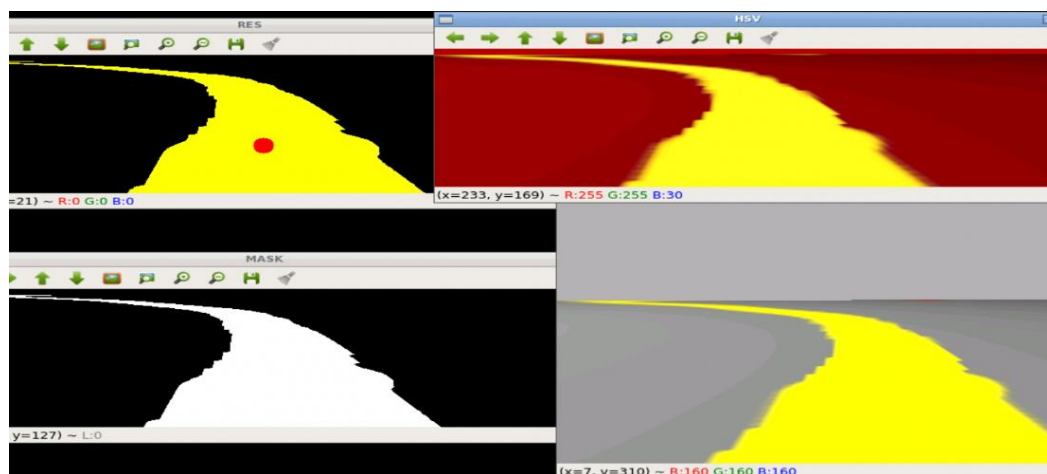 RES
=21) ~ R:0 G:0 B:0
HSV
(x=233, y=169) ~ R:255 G:255 B:30
MASK
y=127) ~ L:0
(x=7, y=310) ~ R:160 G:160 B:160